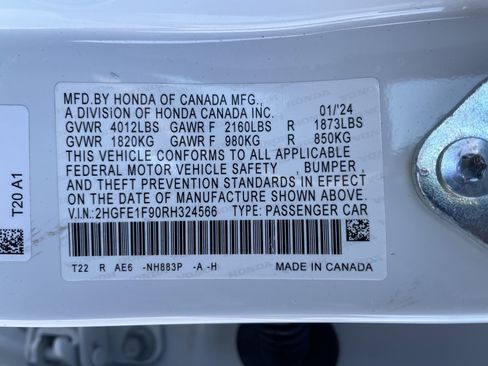 MFD.BY HONDA OF CANADA MFG.,
A DIVISION OF HONDA CANADA INC. 01/'24
GVWR 4012LBS GAWR F 2160LBS R 1873LBS
GVWR 1820KG GAWR F 980KG R 850KG
THIS VEHICLE CONFORMS TO ALL APPLICABLE
FEDERAL MOTOR VEHICLE SAFETY , BUMPER ,
AND THEFT PREVENTION STANDARDS IN EFFECT
ON THE DATE OF MANUFACTURE SHOWN ABOVE.
V.I.N.:2HGFE1F90RH324566 TYPE: PASSENGER CAR
T22 R AE6 -NH883P -A -H MADE IN CANADA
T20 A1